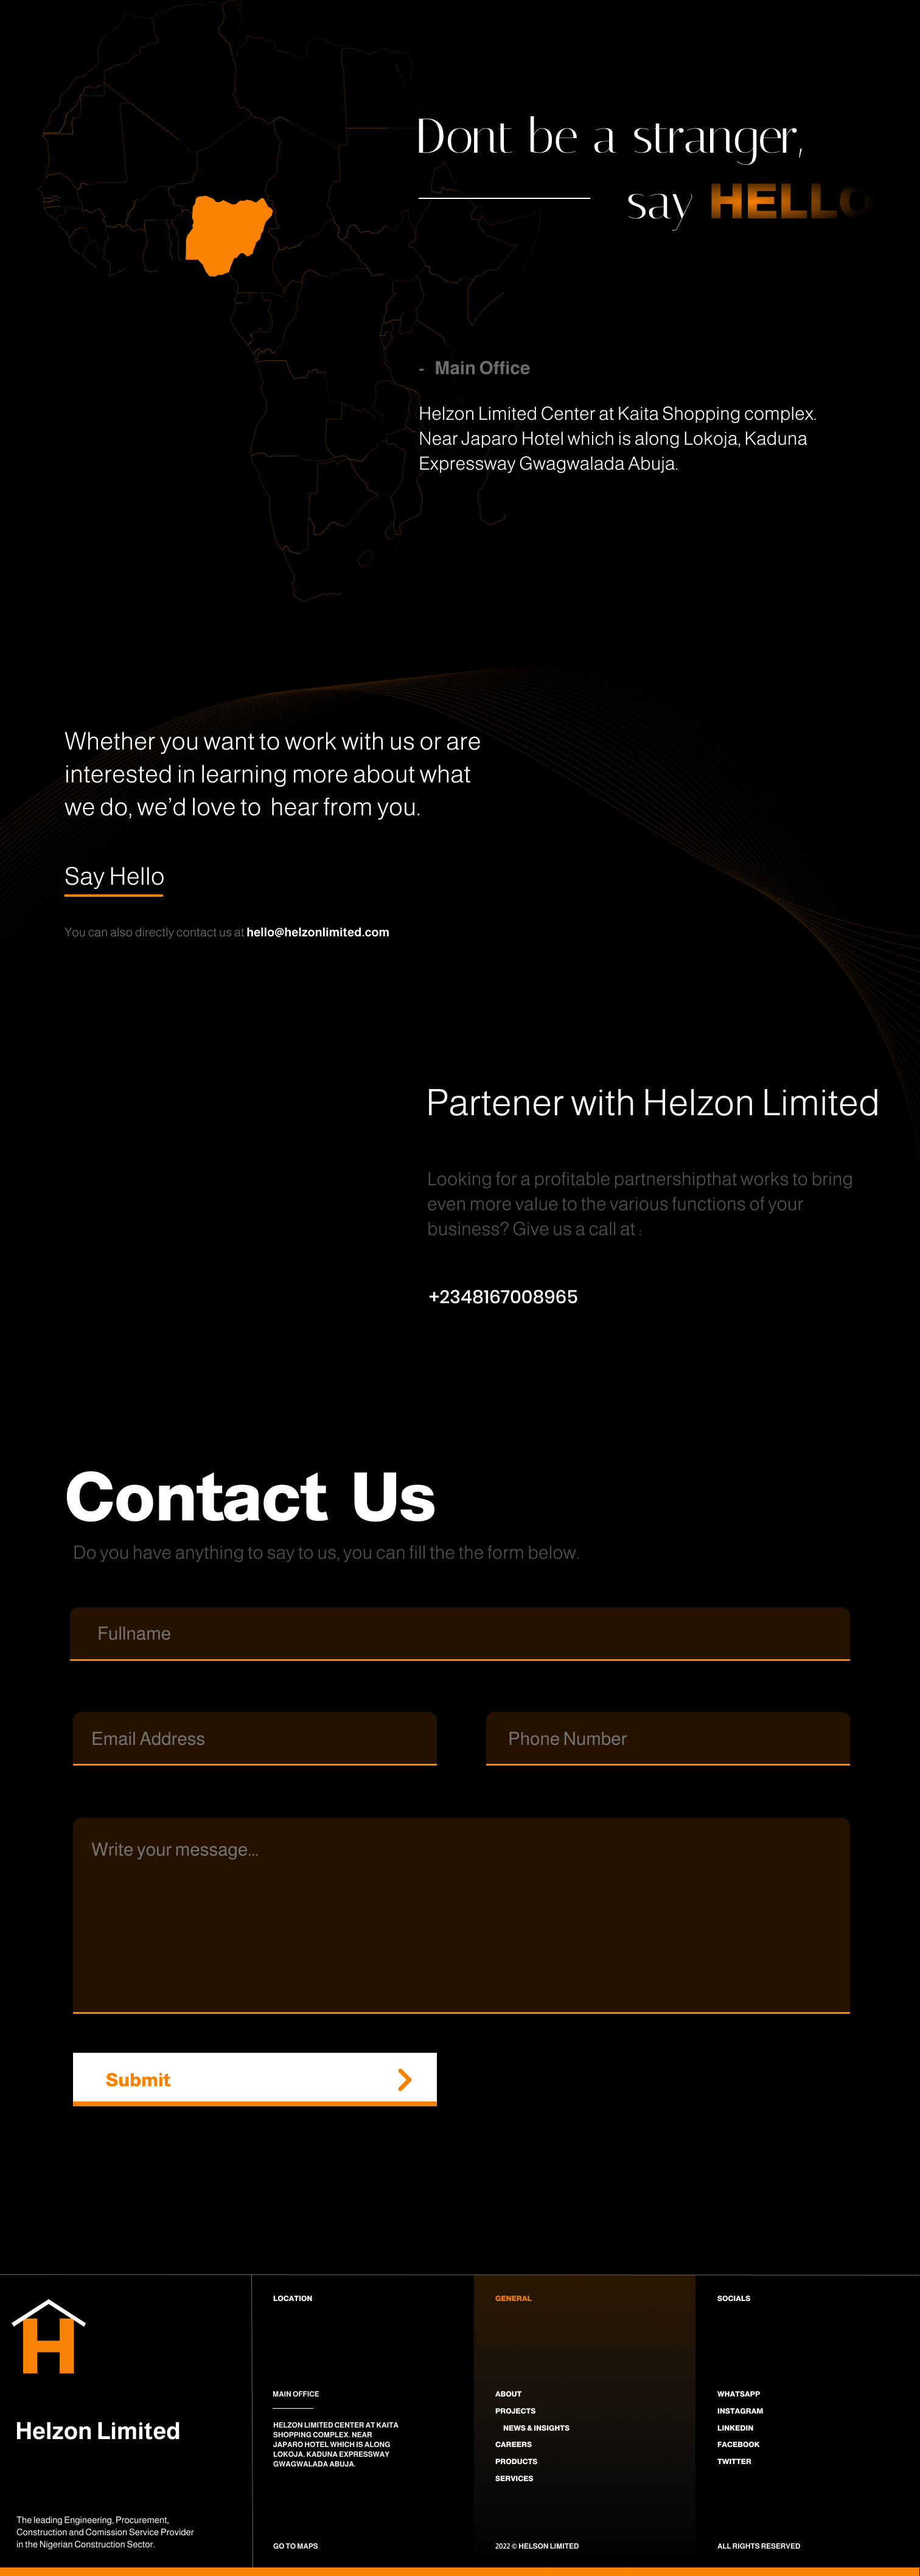 Dont be a stranger,
say HELLO
- Main Office
Helzon Limited Center at Kaita Shopping complex.
Near Japaro Hotel which is along Lokoja, Kaduna
Expressway Gwagwalada Abuja.
Whether you want to work with us or are
interested in learning more about what
we do, we'd love to hear from you.
Say Hello
You can also directly contact us at hello@helzonlimited.com
Partener with Helzon Limited
Looking for a profitable partnershipthat works to bring
even more value to the various functions of your
business? Give us a call at :
+2348167008965
Contact Us
Do you have anything to say to us, you can fill the the form below.
Fullname
Email Address
Phone Number
Write your message...
Submit
H
Helzon Limited
The leading Engineering, Procurement,
Construction and Comission Service Provider
in the Nigerian Construction Sector.
LOCATION
MAIN OFFICE
HELZON LIMITED CENTER AT KAITA
SHOPPING COMPLEX. NEAR
JAPARO HOTEL WHICH IS ALONG
LOKOJA, KADUNA EXPRESSWAY
GWAGWALADA ABUJA.
GO TO MAPS
GENERAL
ABOUT
PROJECTS
NEWS & INSIGHTS
CAREERS
PRODUCTS
SERVICES
2022 © HELSON LIMITED
SOCIALS
WHATSAPP
INSTAGRAM
LINKEDIN
FACEBOOK
TWITTER
ALL RIGHTS RESERVED